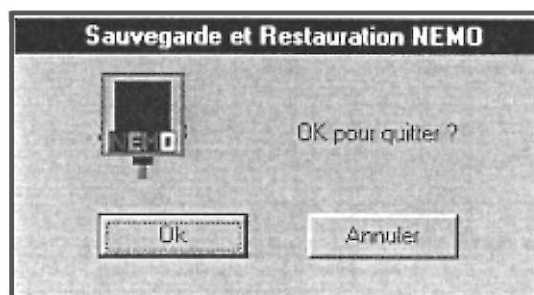 Sauvegarde et Restauration NEMO
NEMO
OK pour quitter ?
Ok
Annuler